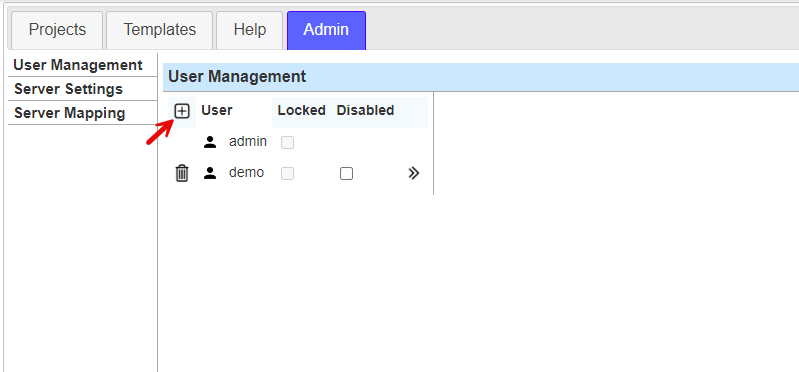 Projects Templates Help Admin
User Management
Server Settings
Server Mapping
User Management
User Locked Disabled
admin
demo